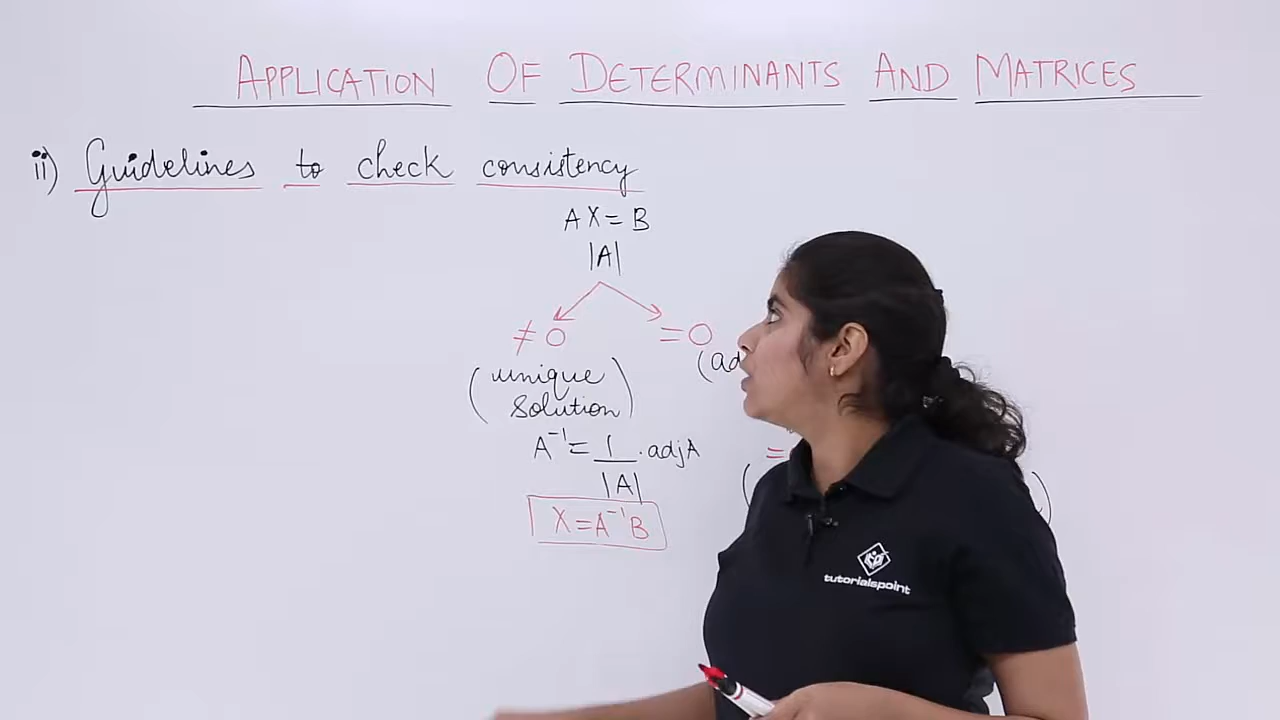 APPLICATION OF DETERMINANTS AND MATRICES
ii) Guidelines to check consistency
AX = B
|A|
≠ 0 = 0
(unique solution)
(ad
A⁻¹ = 1/|A| · adjA
=
X = A⁻¹B
tutorialspoint